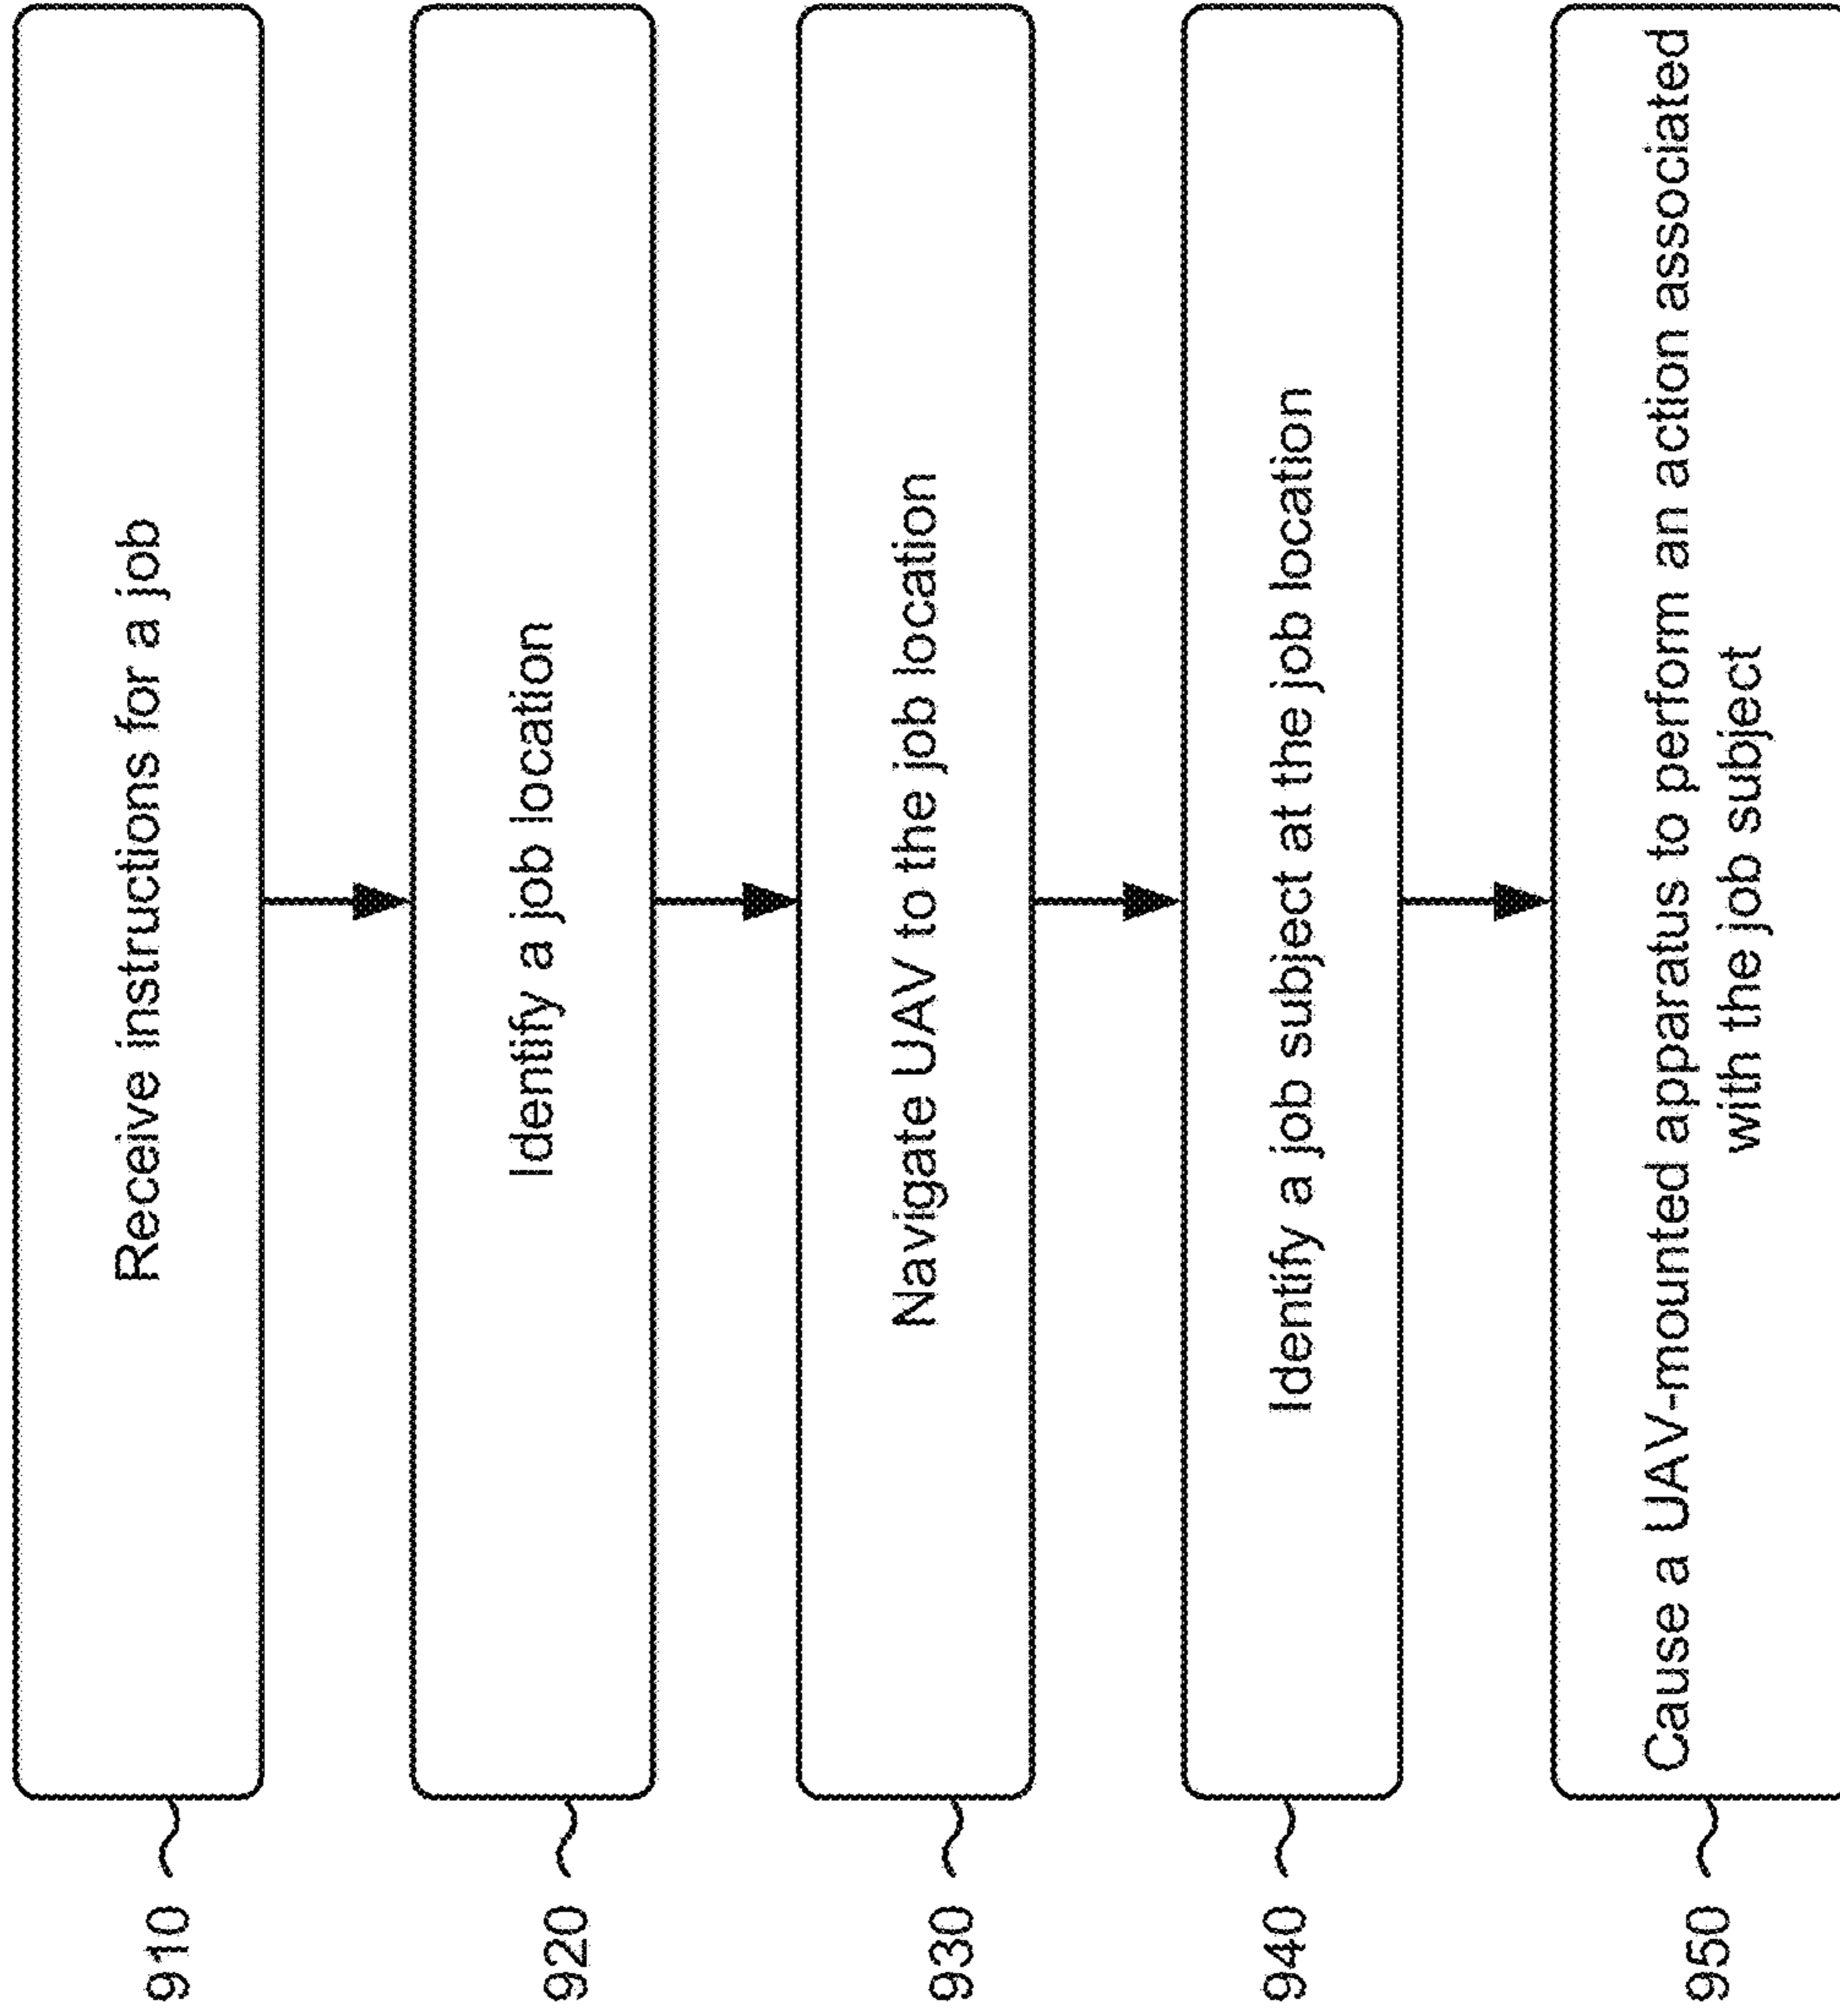 910
Receive instructions for a job
920
Identify a job location
930
Navigate UAV to the job location
940
Identify a job subject at the job location
950
Cause a UAV-mounted apparatus to perform an action associated
with the job subject